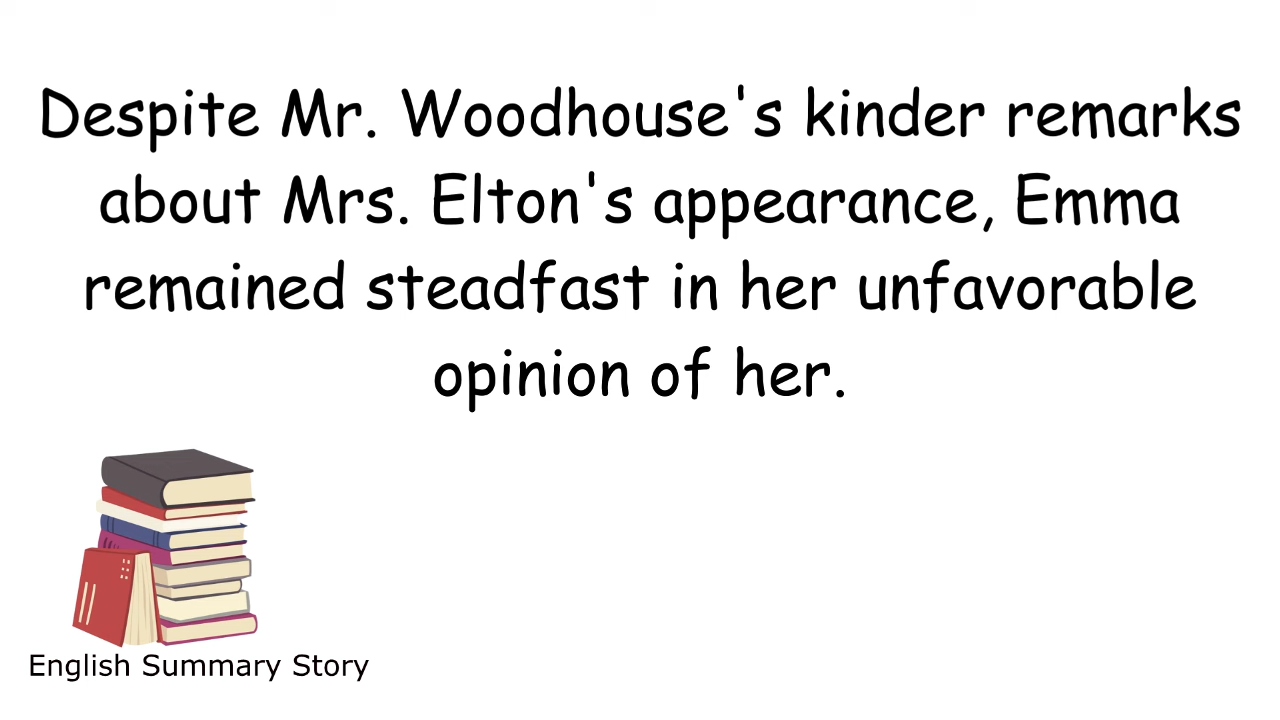 Despite Mr. Woodhouse's kinder remarks
about Mrs. Elton's appearance, Emma
remained steadfast in her unfavorable
opinion of her.
English Summary Story